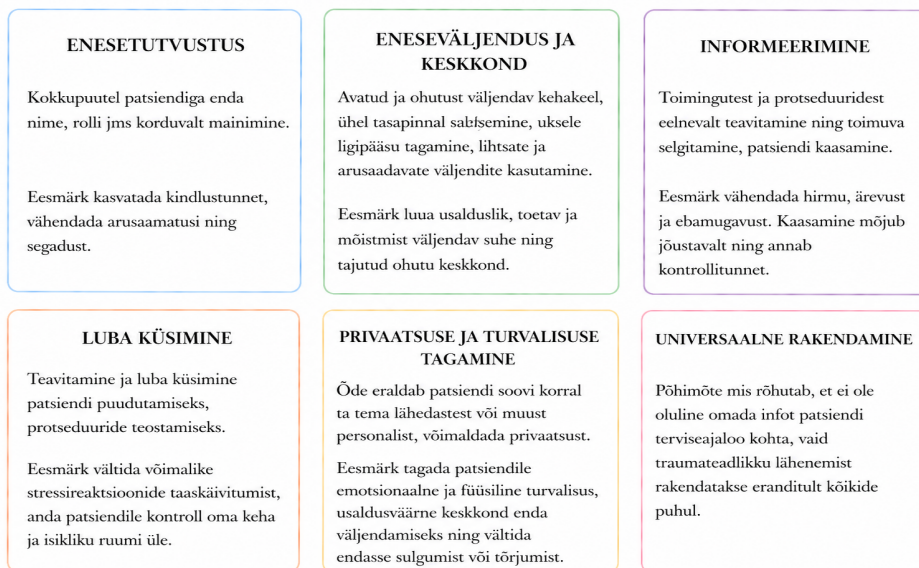 ENESETUTVUSTUS
Kokkupuutel patsiendiga enda
nime, rolli jms korduvalt mainimine.
Eesmärk kasvatada kindlustunnet,
vähendada arusaamatusi ning
segadust.
ENESEVÄLJENDUS JA
KESKKOND
Avatud ja ohutust väljendav kehakeel,
ühel tasapinnal uksele
ligipääsu tagamine, lihtsate ja
arusaadavate väljendite kasutamine.
Eesmärk luua usalduslik, toetav ja
mõistmist väljendav suhe ning
tajutud ohutu keskkond.
INFORMEERIMINE
Toimingutest ja protseduuridest
eelnevalt teavitamine ning toimuva
selgitamine, patsiendi kaasamine.
Eesmärk vähendada hirmu, ärevust
ja ebamugavust. Kaasamine mõjub
jõustavalt ning annab
kontrollitunnet.
LUBA KÜSIMINE
Teavitamine ja luba küsimine
patsiendi puudutamiseks,
protseduuride teostamiseks.
Eesmärk vältida võimalike
stressireaktsioonide taaskäivitumist,
anda patsiendile kontroll oma keha
ja isikliku ruumi üle.
PRIVAATSUSE JA TURVALISUSE
TAGAMINE
Õde eraldab patsiendi soovi korral
ta tema lähedastest või muust
personalist, võimaldada privaatsust.
Eesmärk tagada patsiendile
emotsionaalne ja füüsiline turvalisus,
usaldusväärne keskkond enda
väljendamiseks ning vältida
endasse sulgumist või tõrjumist.
UNIVERSAALNE RAKENDAMINE
Põhimõte mis rõhutab, et ei ole
oluline omada infot patsiendi
terviseajaloo kohta, vaid
traumateadlikku lähenemist
rakendatakse eranditult kõikide
puhul.